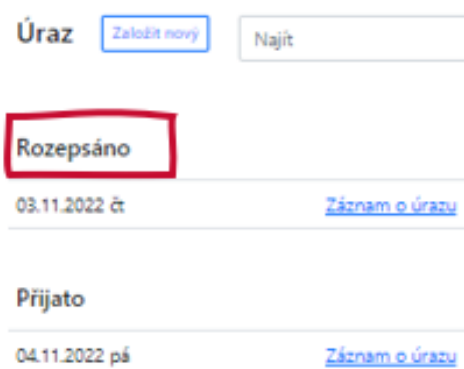 Úraz Založit nový Najít
Rozepsáno
03.11.2022 čt Záznam o úrazu
Přijato
04.11.2022 pá Záznam o úrazu